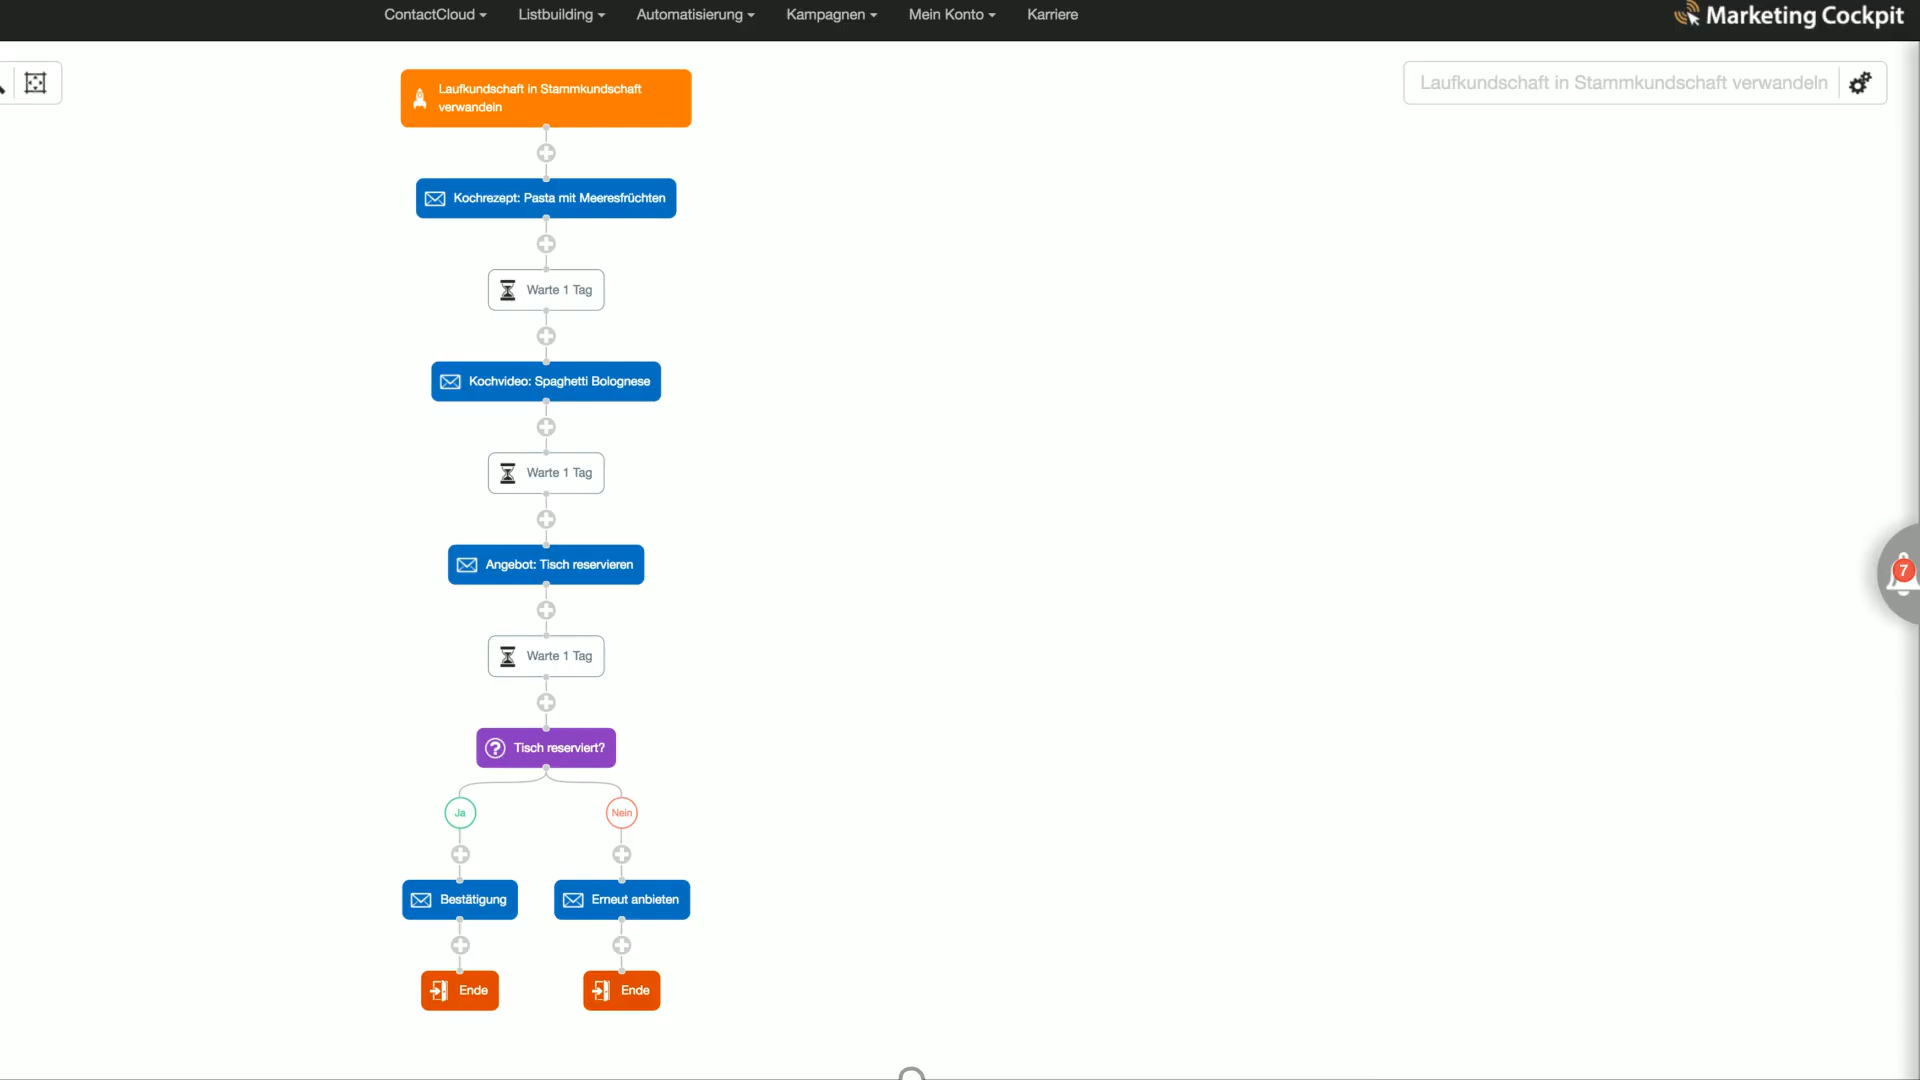 ContactCloud
Listbuilding
Automatisierung
Kampagnen
Mein Konto
Karriere
Marketing Cockpit
Laufkundschaft in Stammkundschaft verwandeln
Laufkundschaft in Stammkundschaft
verwandeln
Kochrezept: Pasta mit Meeresfrüchten
Warte 1 Tag
Kochvideo: Spaghetti Bolognese
Warte 1 Tag
Angebot: Tisch reservieren
7
Warte 1 Tag
Tisch reserviert?
Ja
Nein
Bestätigung
Erneut anbieten
Ende
Ende